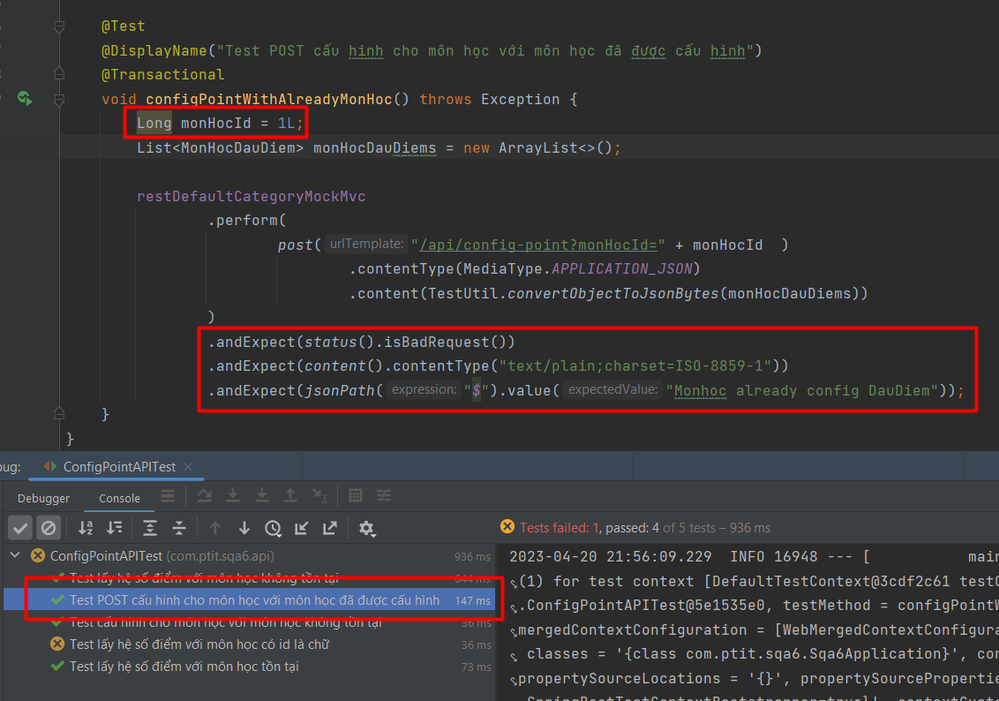 @Test
@DisplayName("Test POST cấu hinh cho môn học với môn học đã được cấu hình")
@Transactional
void configPointWithAlreadyMonHoc() throws Exception {
Long monHocId = 1L;
List<MonHocDauDiem> monHocDauDiems = new ArrayList<>();
restDefaultCategoryMockMvc
.perform(
post( urlTemplate: "/api/config-point?monHocId=" + monHocId )
.contentType(MediaType.APPLICATION_JSON)
.content(TestUtil.convertObjectToJsonBytes(monHocDauDiems))
)
.andExpect(status().isBadRequest())
.andExpect(content().contentType("text/plain;charset=ISO-8859-1"))
.andExpect(jsonPath( expression: "$").value( expectedValue: "Monhoc already config DauDiem"));
}
}
bug: ConfigPointAPITest
Debugger Console
Tests failed: 1, passed: 4 of 5 tests – 936 ms
ConfigPointAPITest (com.ptit.sqa6.api) 936 ms
Test lấy hệ số điểm với môn học không tồn tại 644 ms
Test POST cấu hinh cho môn học với môn học đã được cấu hình 147 ms
Test cấu hình cho môn học với môn học không tồn tại 36 ms
Test lấy hệ số điểm với môn học có id là chữ 36 ms
Test lấy hệ số điểm với môn học tồn tại 73 ms
2023-04-20 21:56:09.229 INFO 16948 --- [ main
(1) for test context [DefaultTestContext@3cdf2c61 testC
.ConfigPointAPITest@5e1535e0, testMethod = configPointW
mergedContextConfiguration = [WebMergedContextConfigura
classes = '{class com.ptit.sqa6.Sqa6Application}', con
propertySourceLocations = '{}', propertySourceProperti